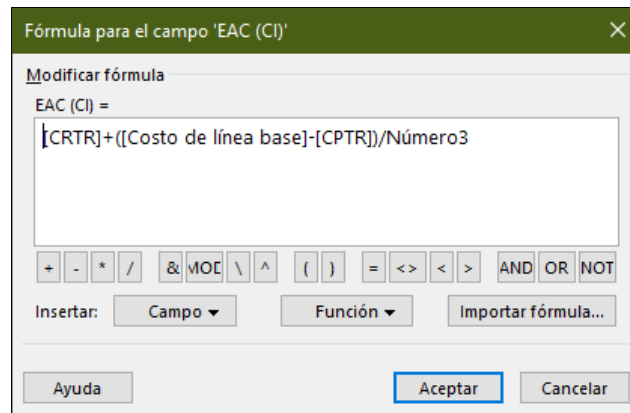 Fórmula para el campo 'EAC (CI)'
Modificar fórmula
EAC (CI) =
[CRTR]+([Costo de línea base]-[CPTR])/Número3
+ - * / & MOD \ ^ ( ) = <> < > AND OR NOT
Insertar: Campo Función Importar fórmula...
Ayuda Aceptar Cancelar